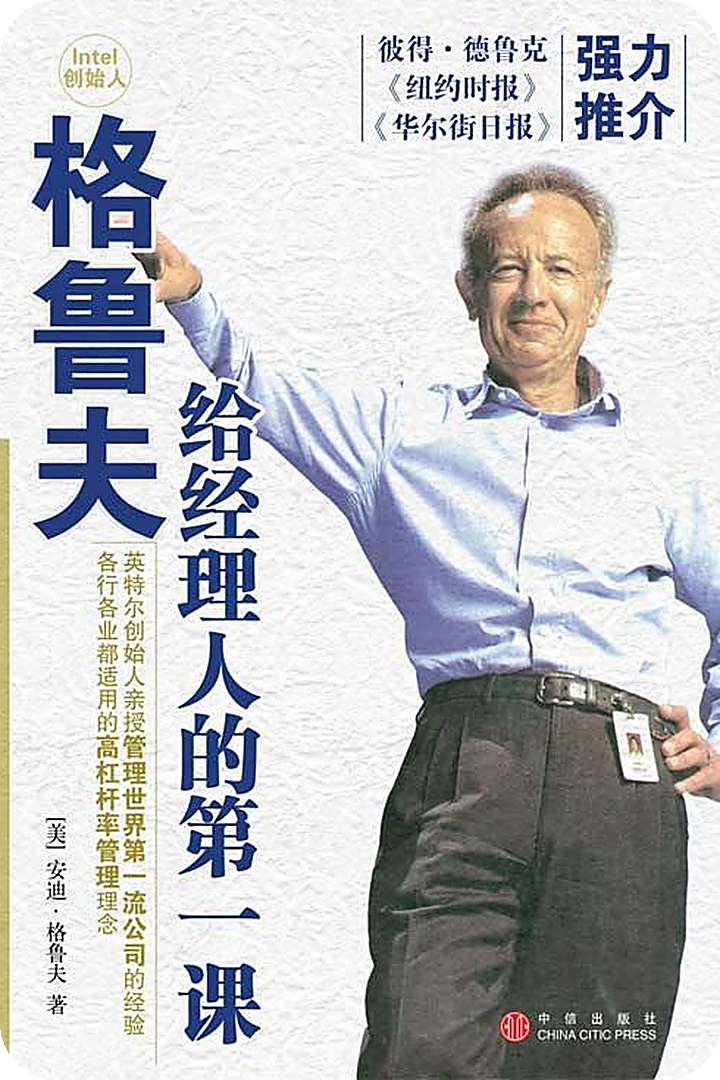 Intel
创始人
彼得·德鲁克
《纽约时报》
《华尔街日报》
强力
推介
格鲁夫
给经理人的第一课
英特尔创始人亲授管理世界第一流公司的经验
各行各业都适用的高杠杆率管理理念
[美] 安迪·格鲁夫 著
中信出版社
CHINA CITIC PRESS